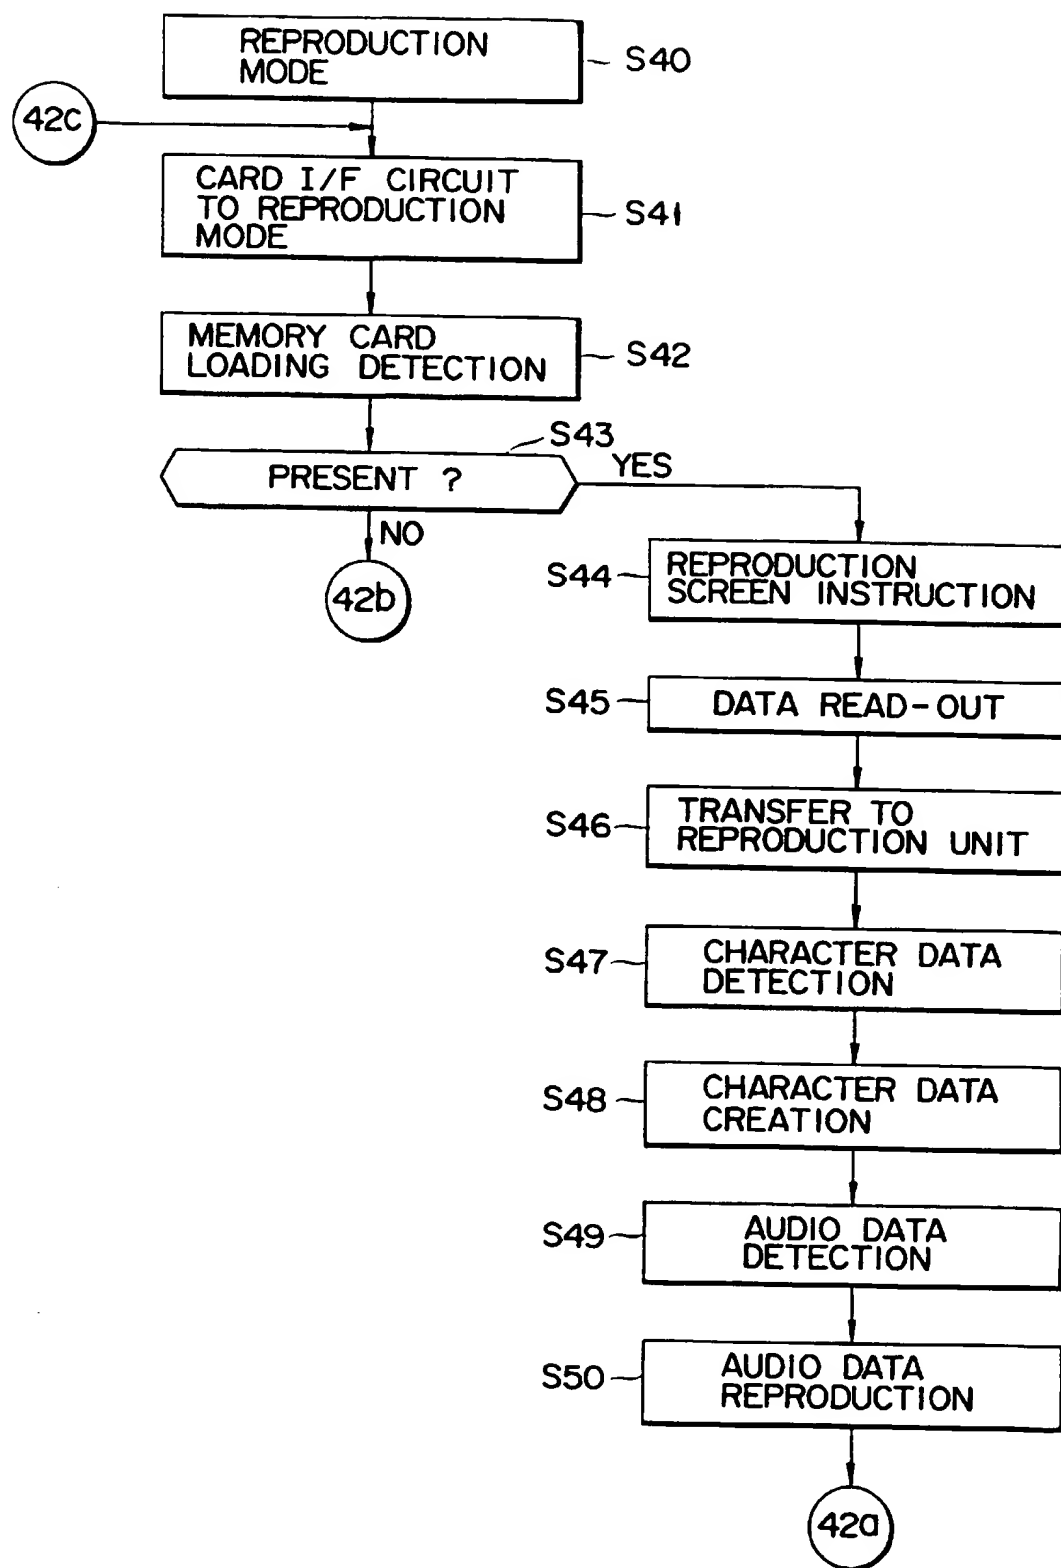 REPRODUCTION
MODE
S40
42c
CARD I/F CIRCUIT
TO REPRODUCTION
MODE
S41
MEMORY CARD
LOADING DETECTION
S42
S43
PRESENT ?
YES
NO
42b
S44
REPRODUCTION
SCREEN INSTRUCTION
S45
DATA READ-OUT
S46
TRANSFER TO
REPRODUCTION UNIT
S47
CHARACTER DATA
DETECTION
S48
CHARACTER DATA
CREATION
S49
AUDIO DATA
DETECTION
S50
AUDIO DATA
REPRODUCTION
42a